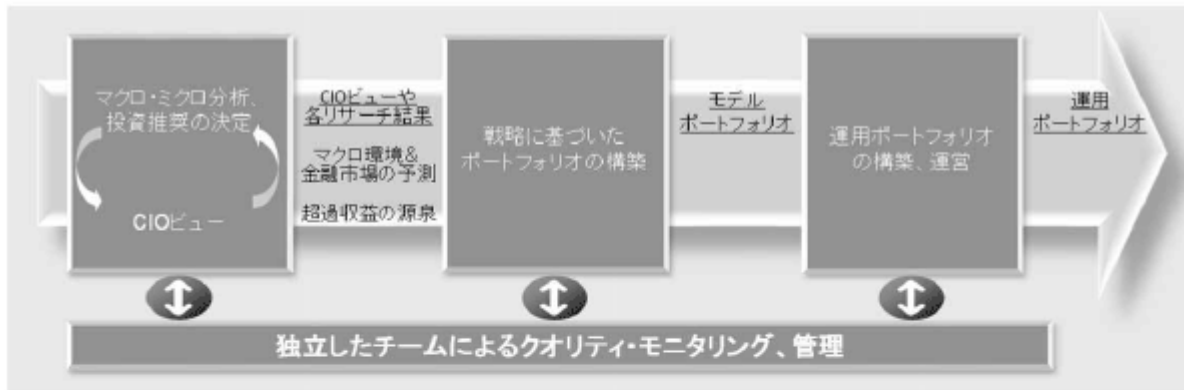 マクロ・ミクロ分析、
投資推奨の決定
CIOビュー
CIOビューや
各リサーチ結果
マクロ環境&
金融市場の予測
超過収益の源泉
戦略に基づいた
ポートフォリオの構築
モデル
ポートフォリオ
運用ポートフォリオ
の構築、運営
運用
ポートフォリオ
独立したチームによるクオリティ・モニタリング、管理